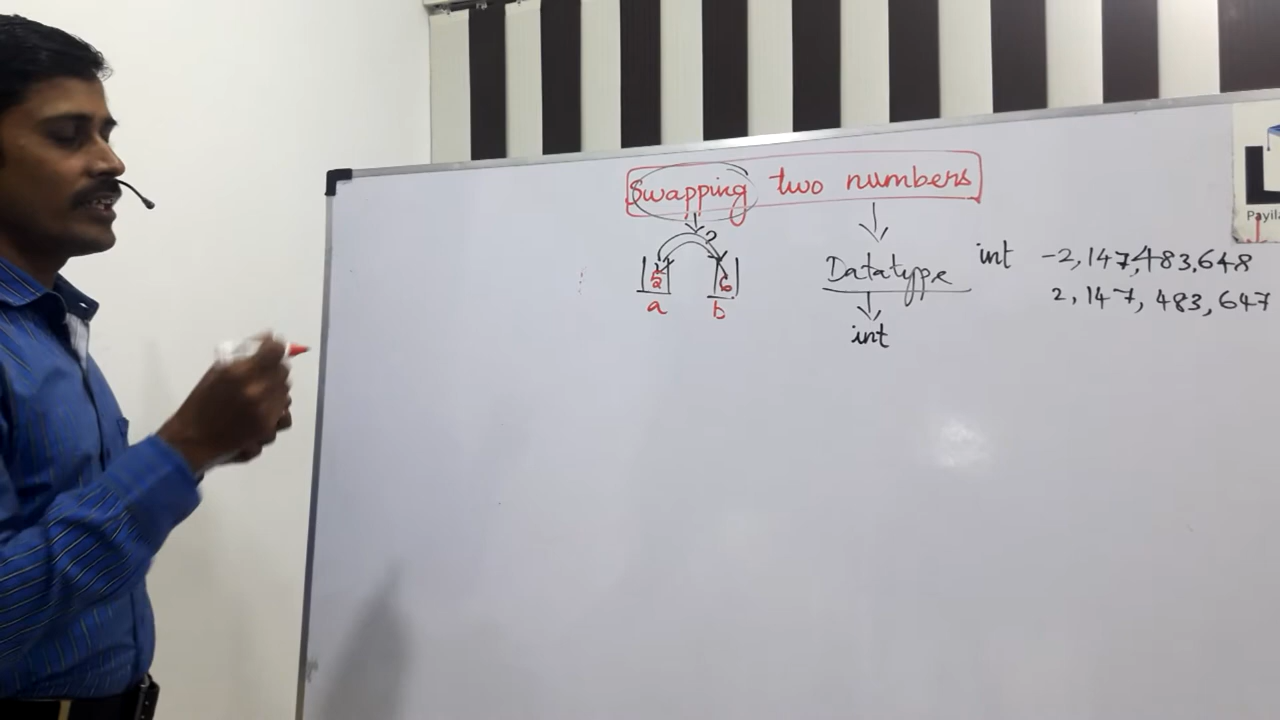 Swapping two numbers
Datatype
int
a
b
int -2,147,483,648
2,147,483,647